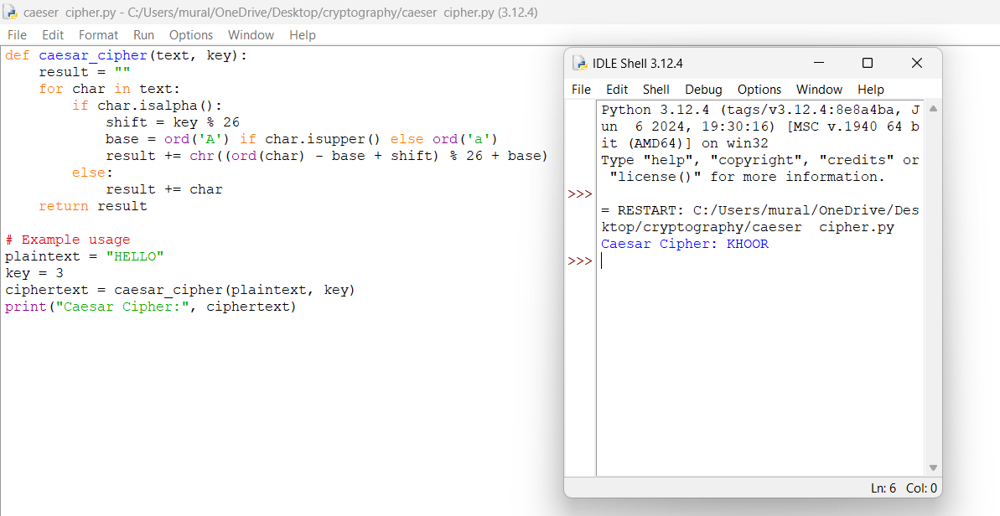 caeser  cipher.py - C:/Users/mural/OneDrive/Desktop/cryptography/caeser  cipher.py (3.12.4)
File Edit Format Run Options Window Help
def caesar_cipher(text, key):
    result = ""
    for char in text:
        if char.isalpha():
            shift = key % 26
            base = ord('A') if char.isupper() else ord('a')
            result += chr((ord(char) - base + shift) % 26 + base)
        else:
            result += char
    return result

# Example usage
plaintext = "HELLO"
key = 3
ciphertext = caesar_cipher(plaintext, key)
print("Caesar Cipher:", ciphertext)
IDLE Shell 3.12.4
File Edit Shell Debug Options Window Help
Python 3.12.4 (tags/v3.12.4:8e8a4ba, J
un  6 2024, 19:30:16) [MSC v.1940 64 b
it (AMD64)] on win32
Type "help", "copyright", "credits" or
 "license()" for more information.
>>>
= RESTART: C:/Users/mural/OneDrive/Des
ktop/cryptography/caeser  cipher.py
Caesar Cipher: KHOOR
>>>
Ln: 6 Col: 0